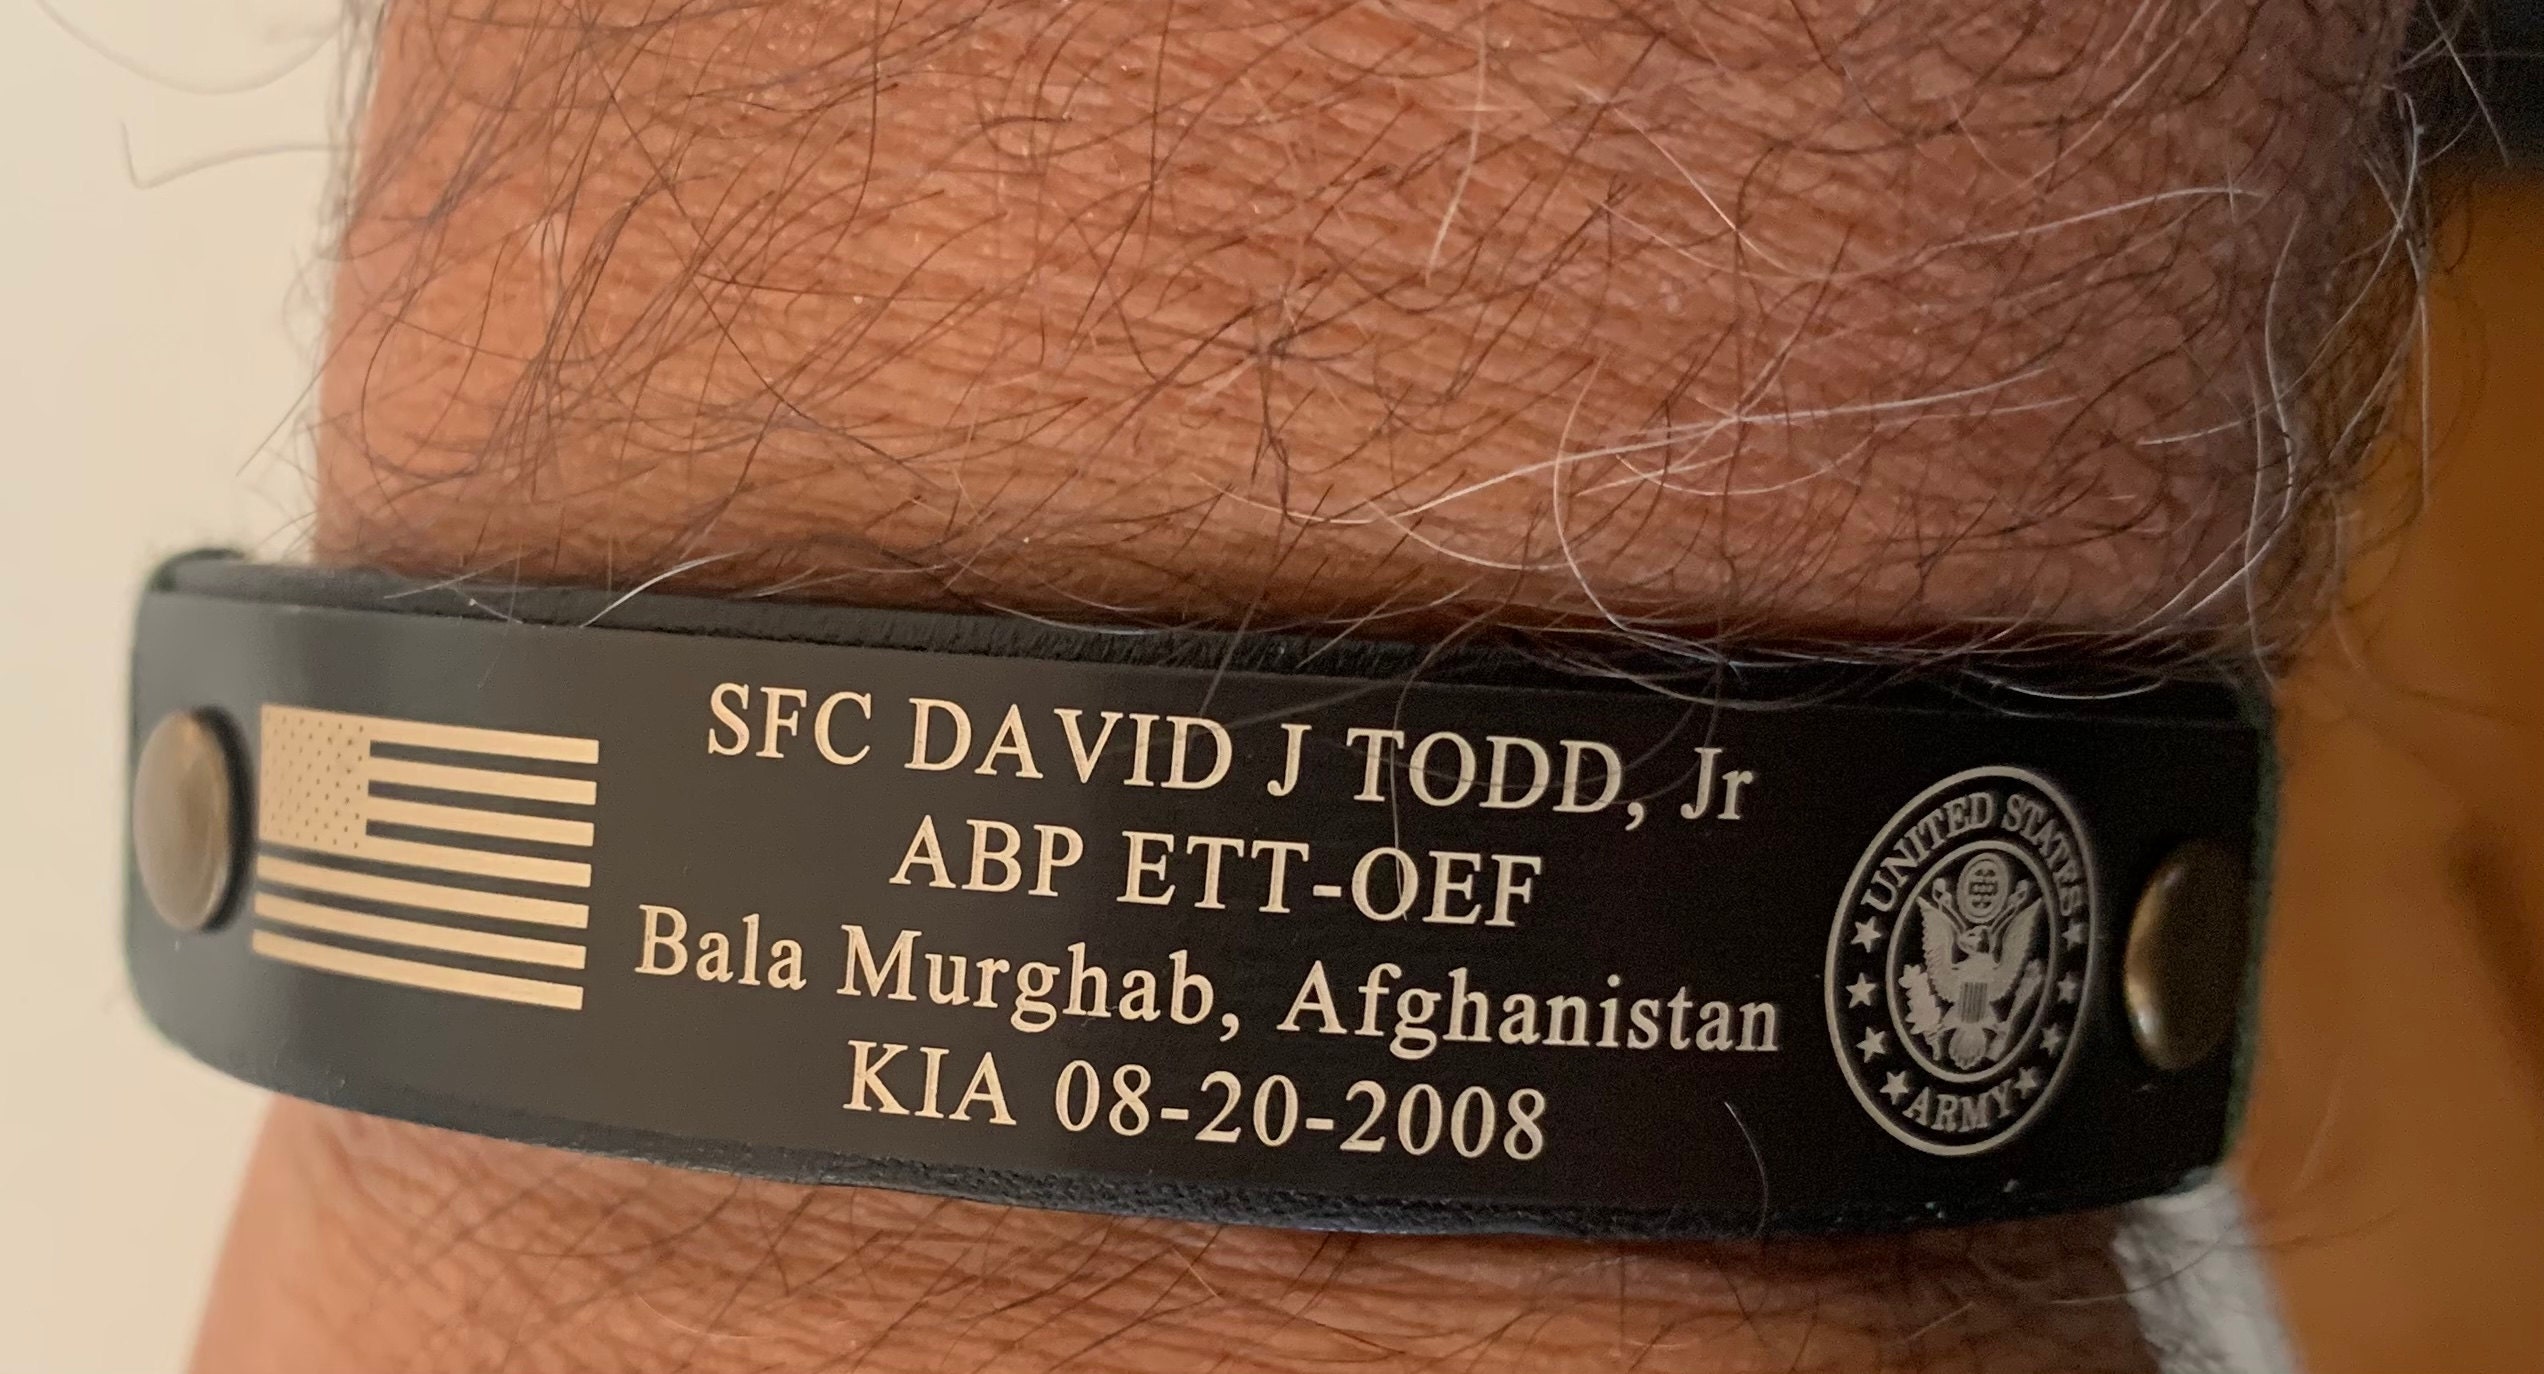 SFC DAVID J TODD, Jr
ABP ETT-OEF
Bala Murghab, Afghanistan
KIA 08-20-2008
UNITED STATES
ARMY